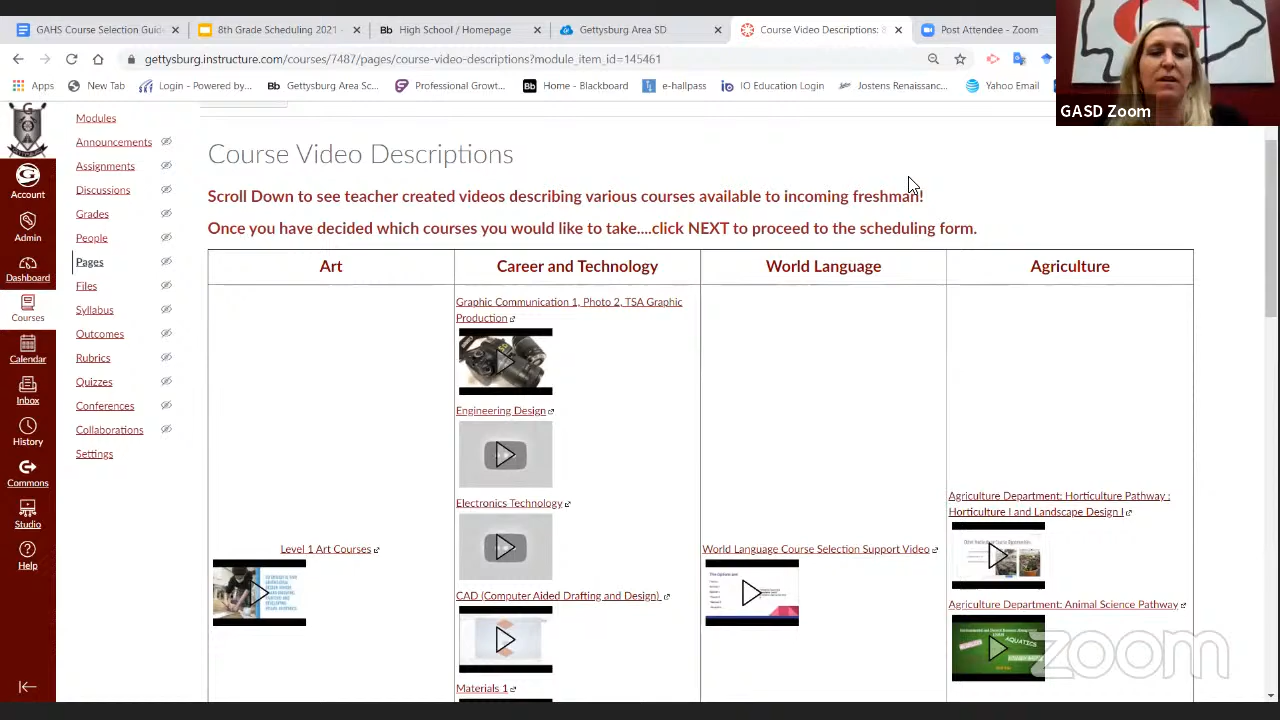 GAHS Course Selection Guide
8th Grade Scheduling 2021 -
High School / Homepage
Gettysburg Area SD
Course Video Descriptions: 8
Post Attendee - Zoom
gettysburg.instructure.com/courses/7436/pages/course-video-descriptions?module_item_id=145461
Apps
New Tab
Login - Powered by...
Gettysburg Area Sc...
Professional Growt...
Home - Blackboard
e-hallpass
IO Education Login
Jostens Renaissanc...
Yahoo Email
GASD Zoom
Account
Admin
Dashboard
Courses
Calendar
Inbox
History
Commons
Studio
Help
Modules
Announcements
Assignments
Discussions
Grades
People
Pages
Files
Syllabus
Outcomes
Rubrics
Quizzes
Conferences
Collaborations
Settings
Course Video Descriptions
Scroll Down to see teacher created videos describing various courses available to incoming freshman!
Once you have decided which courses you would like to take....click NEXT to proceed to the scheduling form.
Art
Career and Technology
World Language
Agriculture
Level 1 Art Courses
Graphic Communication 1, Photo 2, TSA Graphic
Production
Engineering Design
Electronics Technology
CAD (Computer Aided Drafting and Design)
Materials 1
World Language Course Selection Support Video
Agriculture Department: Horticulture Pathway :
Horticulture I and Landscape Design I
Agriculture Department: Animal Science Pathway
AQUATICS
zoom